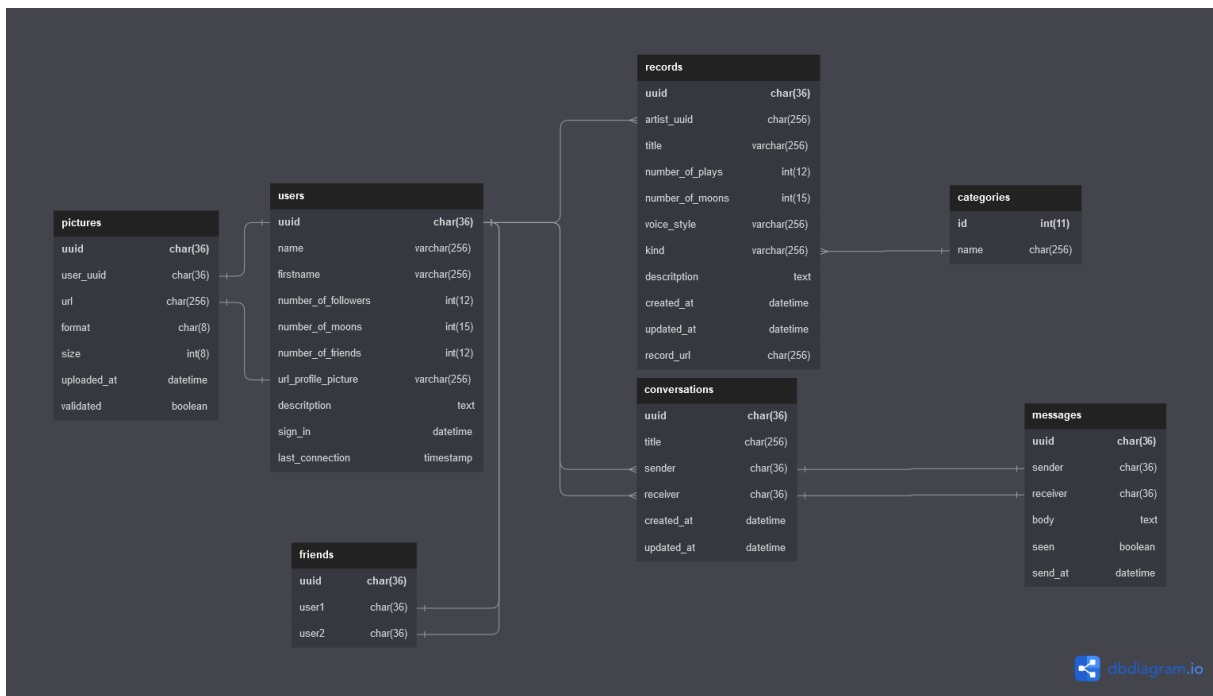 pictures
uuid char(36)
user_uuid char(36)
url char(256)
format char(8)
size int(8)
uploaded_at datetime
validated boolean
users
uuid char(36)
name varchar(256)
firstname varchar(256)
number_of_followers int(12)
number_of_moons int(15)
number_of_friends int(12)
url_profile_picture varchar(256)
descritption text
sign_in datetime
last_connection timestamp
friends
uuid char(36)
user1 char(36)
user2 char(36)
records
uuid char(36)
artist_uuid char(256)
title varchar(256)
number_of_plays int(12)
number_of_moons int(15)
voice_style varchar(256)
kind varchar(256)
descritption text
created_at datetime
updated_at datetime
record_url char(256)
conversations
uuid char(36)
title char(256)
sender char(36)
receiver char(36)
created_at datetime
updated_at datetime
categories
id int(11)
name char(256)
messages
uuid char(36)
sender char(36)
receiver char(36)
body text
seen boolean
send_at datetime
dbdiagram.io